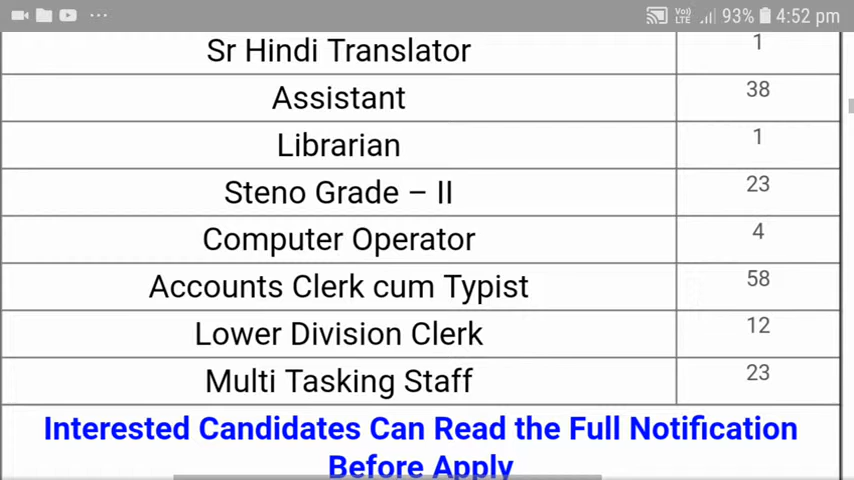 Vo)
LTE
93%
4:52 pm
Sr Hindi Translator 1
Assistant 38
Librarian 1
Steno Grade – II 23
Computer Operator 4
Accounts Clerk cum Typist 58
Lower Division Clerk 12
Multi Tasking Staff 23
Interested Candidates Can Read the Full Notification
Before Apply